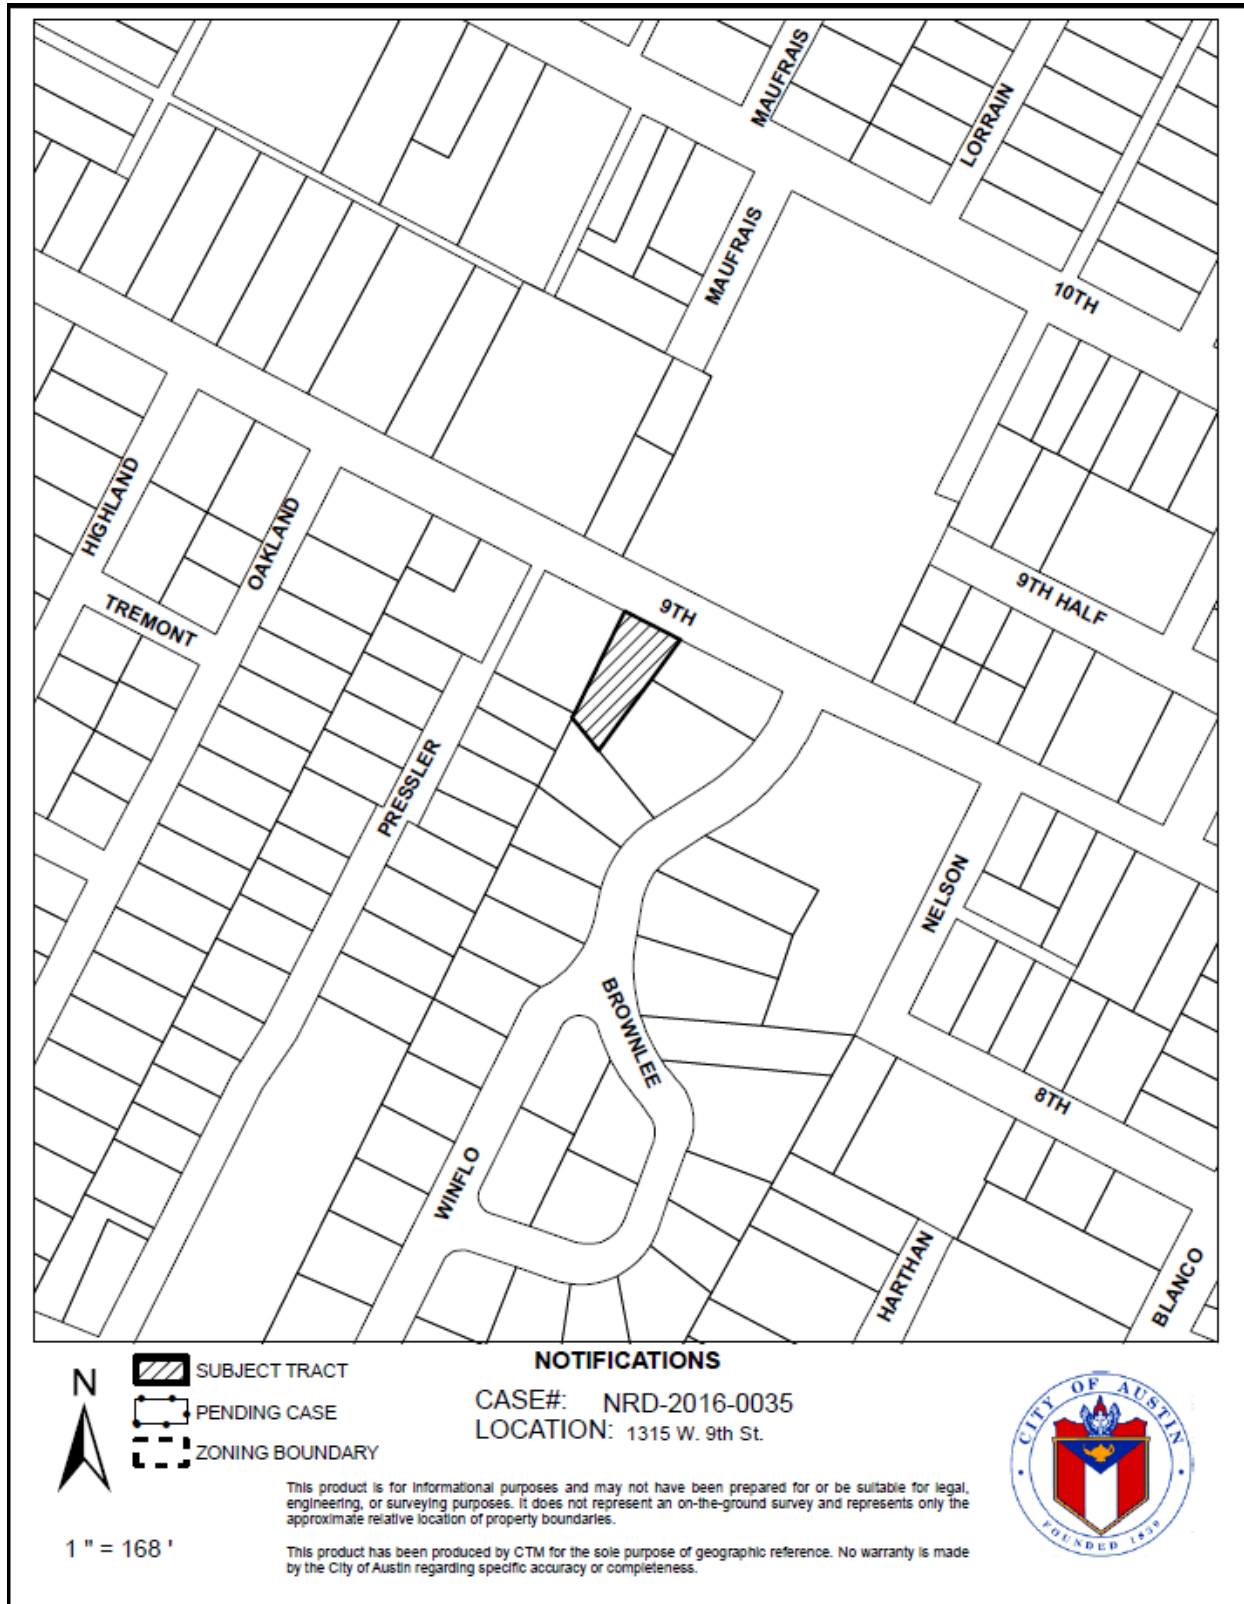 MAUFRAIS
LORRAIN
MAUFRAIS
10TH
HIGHLAND
OAKLAND
9TH HALF
TREMONT
9TH
PRESSLER
NELSON
BROWNLEE
8TH
WINFLO
HARTHAN
BLANCO
N
SUBJECT TRACT
PENDING CASE
ZONING BOUNDARY
1 " = 168 '
NOTIFICATIONS
CASE#: NRD-2016-0035
LOCATION: 1315 W. 9th St.
This product is for informational purposes and may not have been prepared for or be suitable for legal,
engineering, or surveying purposes. It does not represent an on-the-ground survey and represents only the
approximate relative location of property boundaries.
This product has been produced by CTM for the sole purpose of geographic reference. No warranty is made
by the City of Austin regarding specific accuracy or completeness.
CITY OF AUSTIN
FOUNDED 1839